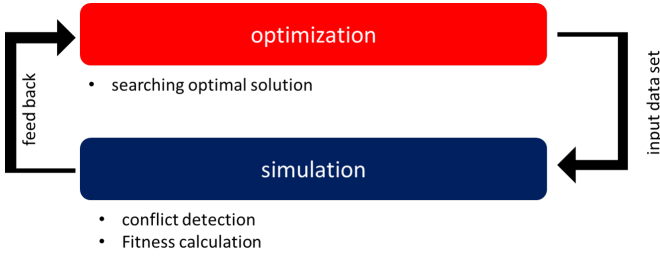 optimization
• searching optimal solution
feed back
input data set
simulation
• conflict detection
• Fitness calculation